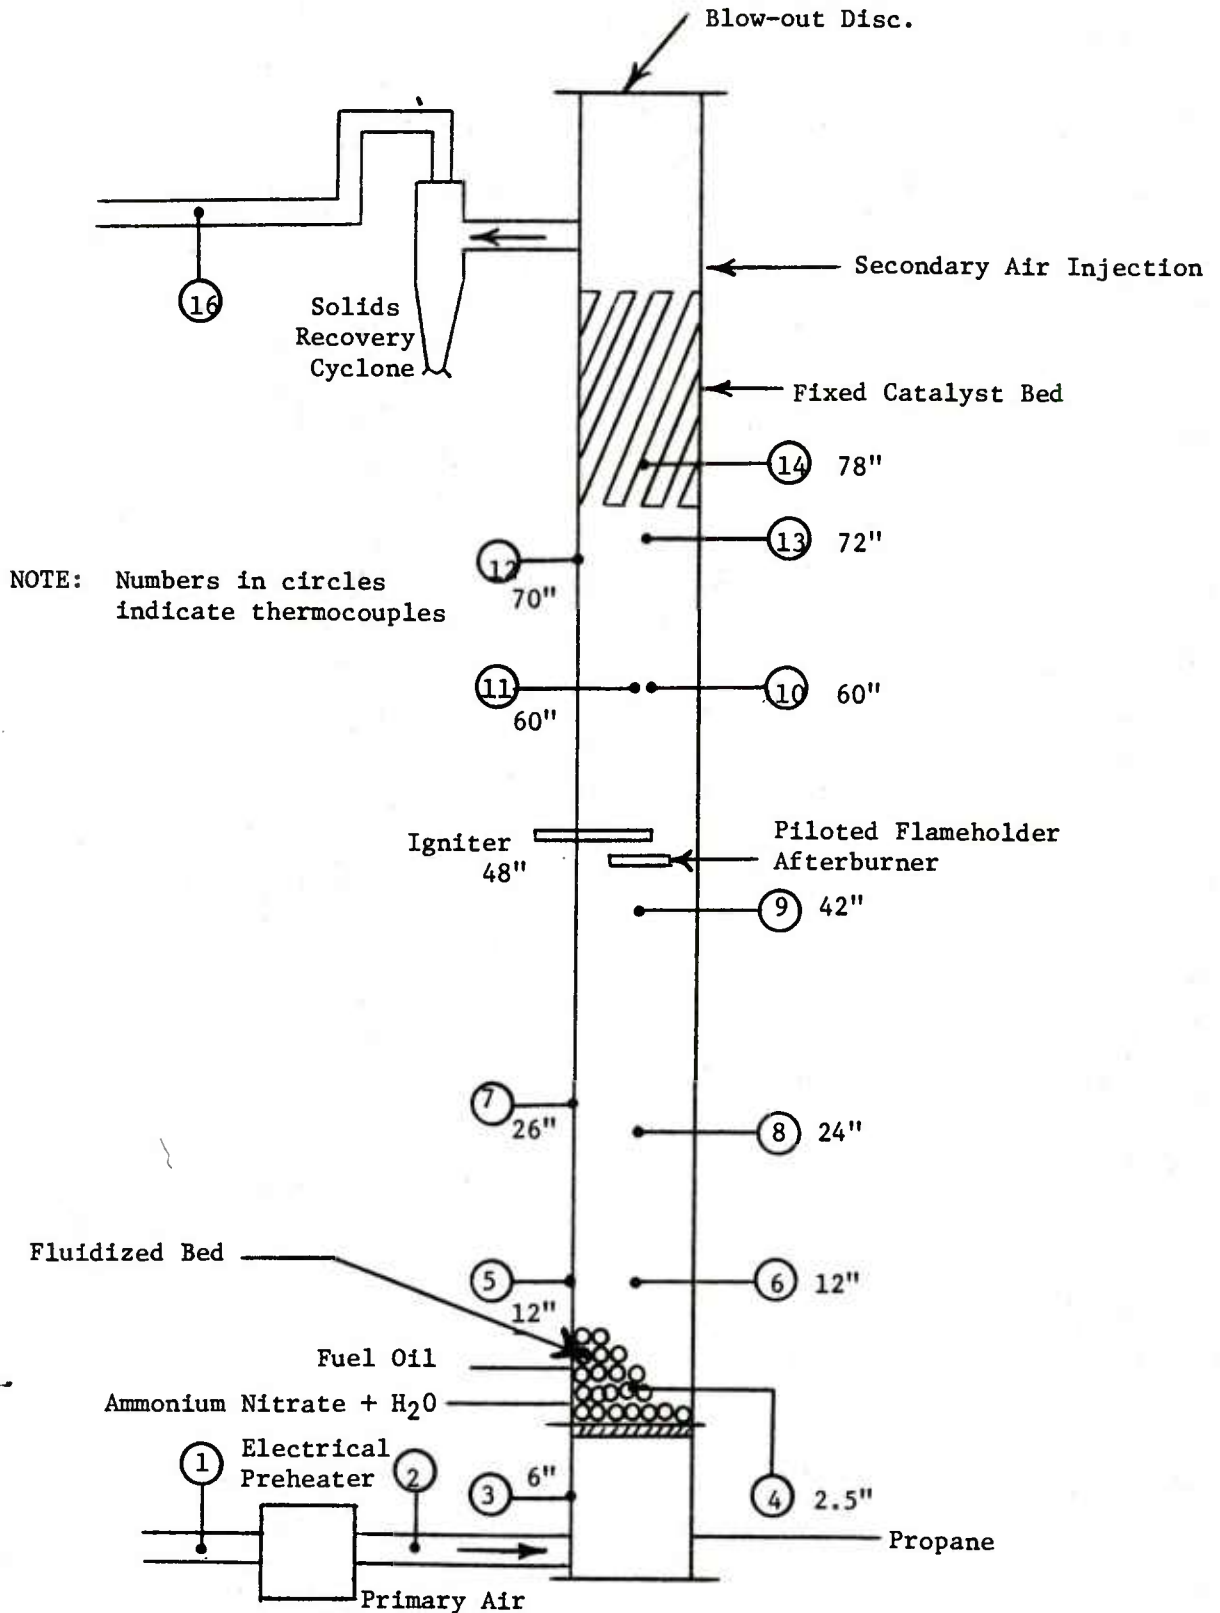 Blow-out Disc.
Secondary Air Injection
16
Solids
Recovery
Cyclone
Fixed Catalyst Bed
14 78"
13 72"
12
70"
NOTE: Numbers in circles
indicate thermocouples
11
60"
10 60"
Igniter
48"
Piloted Flameholder
Afterburner
9 42"
7
26"
8 24"
Fluidized Bed
5
12"
6 12"
Fuel Oil
Ammonium Nitrate + H₂O
1
Electrical
Preheater
2
3 6"
4 2.5"
Propane
Primary Air